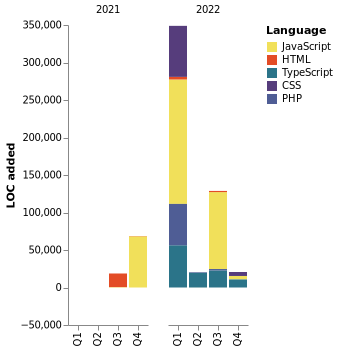 2021 2022
350,000
300,000
250,000
200,000
150,000
100,000
50,000
0
−50,000
LOC added
Q1 Q2 Q3 Q4 Q1 Q2 Q3 Q4
Language
JavaScript
HTML
TypeScript
CSS
PHP